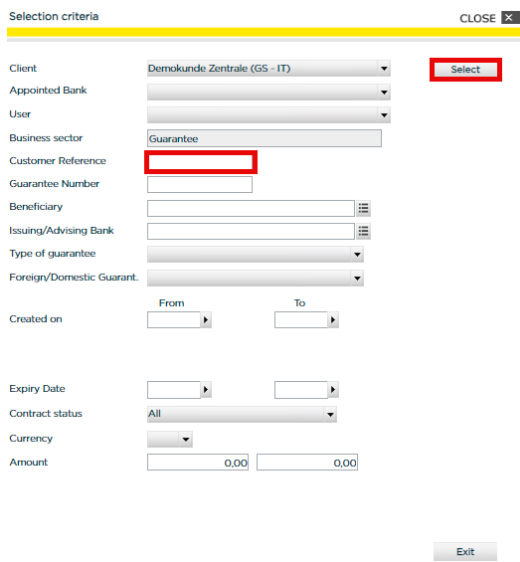 Selection criteria CLOSE X
Client Demokunde Zentrale (GS - IT) Select
Appointed Bank
User
Business sector Guarantee
Customer Reference
Guarantee Number
Beneficiary
Issuing/Advising Bank
Type of guarantee
Foreign/Domestic Guarant.
From To
Created on
Expiry Date
Contract status All
Currency
Amount 0,00 0,00
Exit